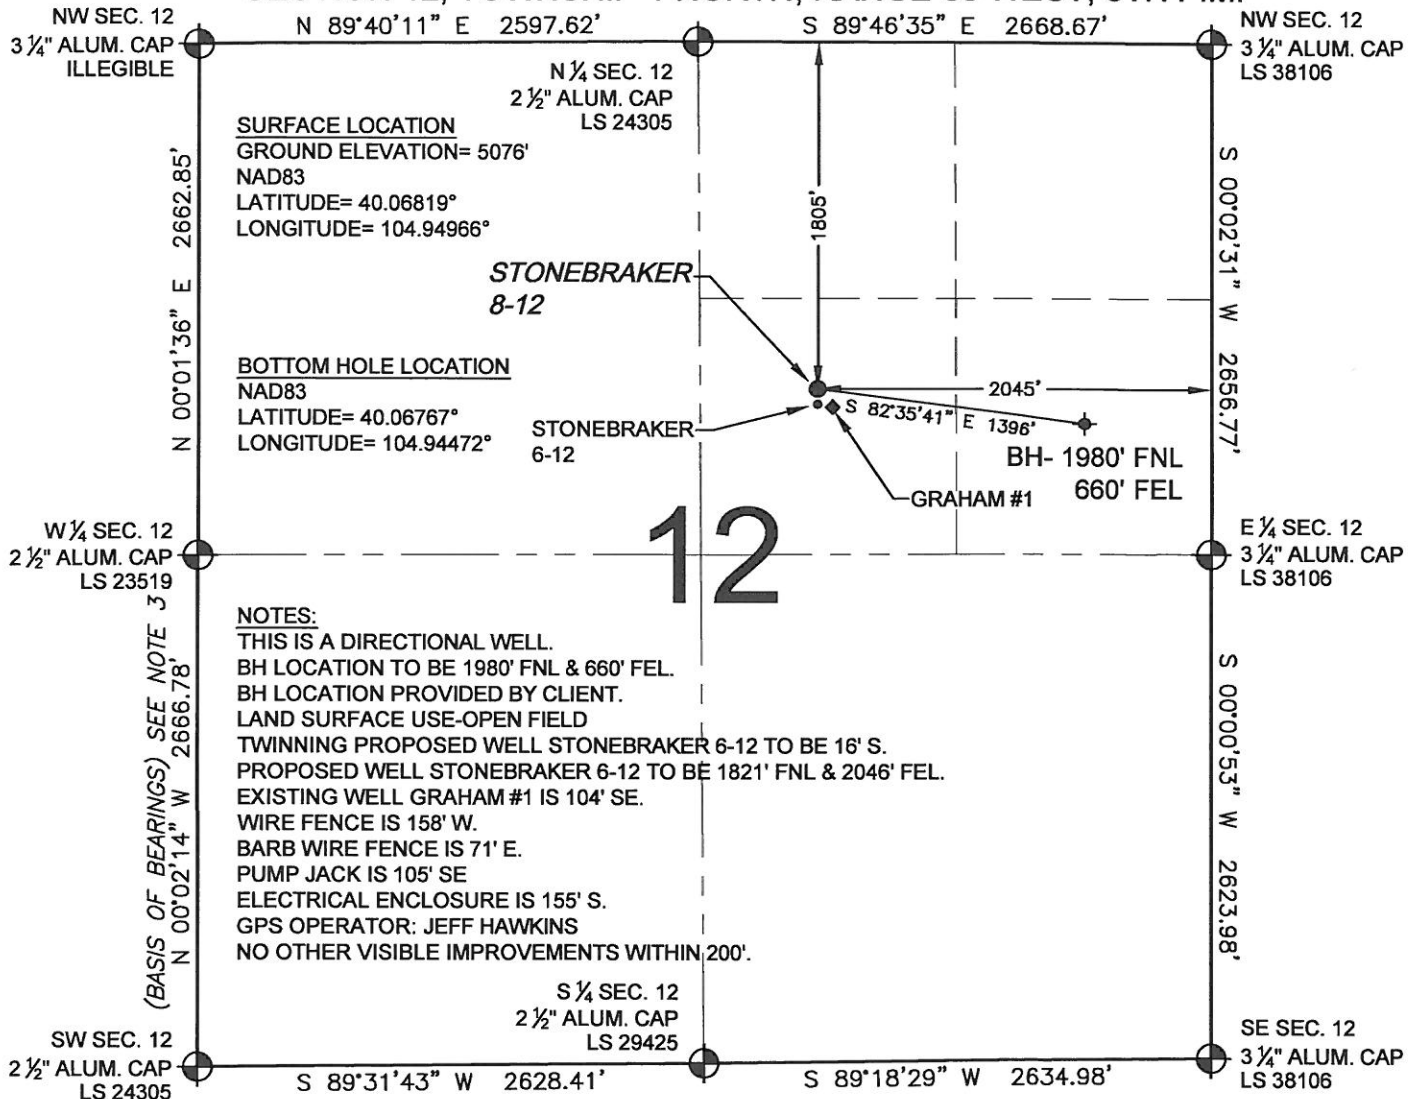 NW SEC. 12
3 ¼" ALUM. CAP
ILLEGIBLE
N 89°40'11" E 2597.62'
S 89°46'35" E 2668.67'
NW SEC. 12
3 ¼" ALUM. CAP
LS 38106
N ¼ SEC. 12
2 ½" ALUM. CAP
LS 24305
SURFACE LOCATION
GROUND ELEVATION= 5076'
NAD83
LATITUDE= 40.06819°
LONGITUDE= 104.94966°
N 00°01'36" E 2662.85'
1805'
S 00°02'31" W 2656.77'
STONEBRAKER
8-12
BOTTOM HOLE LOCATION
NAD83
LATITUDE= 40.06767°
LONGITUDE= 104.94472°
2045'
S 82°35'41" E 1396'
STONEBRAKER
6-12
BH- 1980' FNL
660' FEL
GRAHAM #1
W ¼ SEC. 12
2 ½" ALUM. CAP
LS 23519
12
E ¼ SEC. 12
3 ¼" ALUM. CAP
LS 38106
NOTES:
THIS IS A DIRECTIONAL WELL.
BH LOCATION TO BE 1980' FNL & 660' FEL.
BH LOCATION PROVIDED BY CLIENT.
LAND SURFACE USE-OPEN FIELD
TWINNING PROPOSED WELL STONEBRAKER 6-12 TO BE 16' S.
PROPOSED WELL STONEBRAKER 6-12 TO BE 1821' FNL & 2046' FEL.
EXISTING WELL GRAHAM #1 IS 104' SE.
WIRE FENCE IS 158' W.
BARB WIRE FENCE IS 71' E.
PUMP JACK IS 105' SE
ELECTRICAL ENCLOSURE IS 155' S.
GPS OPERATOR: JEFF HAWKINS
NO OTHER VISIBLE IMPROVEMENTS WITHIN 200'.
(BASIS OF BEARINGS) SEE NOTE 3
N 00°02'14" W 2666.78'
S 00°00'53" W 2623.98'
S ¼ SEC. 12
2 ½" ALUM. CAP
LS 29425
SW SEC. 12
2 ½" ALUM. CAP
LS 24305
S 89°31'43" W 2628.41'
S 89°18'29" W 2634.98'
SE SEC. 12
3 ¼" ALUM. CAP
LS 38106